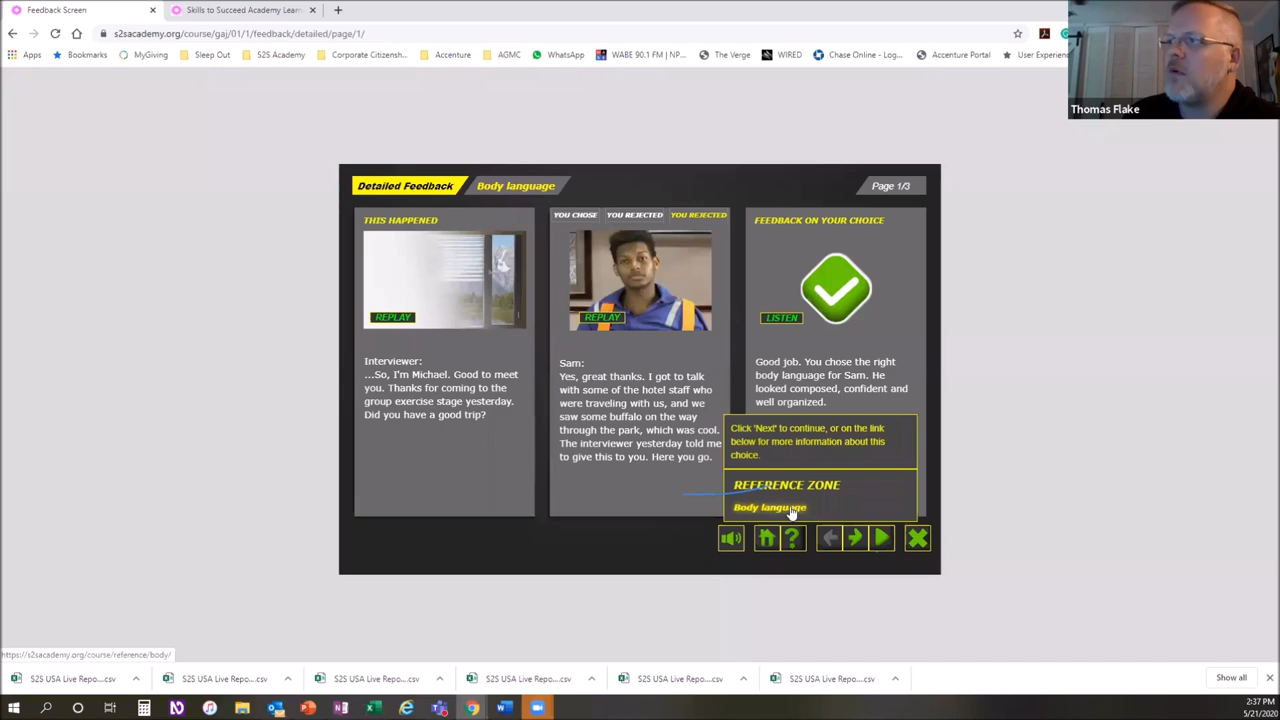 Feedback Screen
Skills to Succeed Academy Learn
s2sacademy.org/course/gaj/01/1/feedback/detailed/page/1/
Apps
Bookmarks
MyGiving
Sleep Out
S2S Academy
Corporate Citizensh...
Accenture
AGMC
WhatsApp
WABE 90.1 FM | NP...
The Verge
WIRED
Chase Online - Log...
Accenture Portal
User Experien
Thomas Flake
Detailed Feedback
Body language
Page 1/3
THIS HAPPENED
REPLAY
Interviewer:
...So, I'm Michael. Good to meet
you. Thanks for coming to the
group exercise stage yesterday.
Did you have a good trip?
YOU CHOSE
YOU REJECTED
YOU REJECTED
REPLAY
Sam:
Yes, great thanks. I got to talk
with some of the hotel staff who
were traveling with us, and we
saw some buffalo on the way
through the park, which was cool.
The interviewer yesterday told me
to give this to you. Here you go.
FEEDBACK ON YOUR CHOICE
LISTEN
Good job. You chose the right
body language for Sam. He
looked composed, confident and
well organized.
Click 'Next' to continue, or on the link
below for more information about this
choice.
REFERENCE ZONE
Body language
https://s2sacademy.org/course/reference/body/
S2S USA Live Repo....csv
S2S USA Live Repo....csv
S2S USA Live Repo....csv
S2S USA Live Repo....csv
S2S USA Live Repo....csv
S2S USA Live Repo....csv
Show all
2:37 PM
5/21/2020